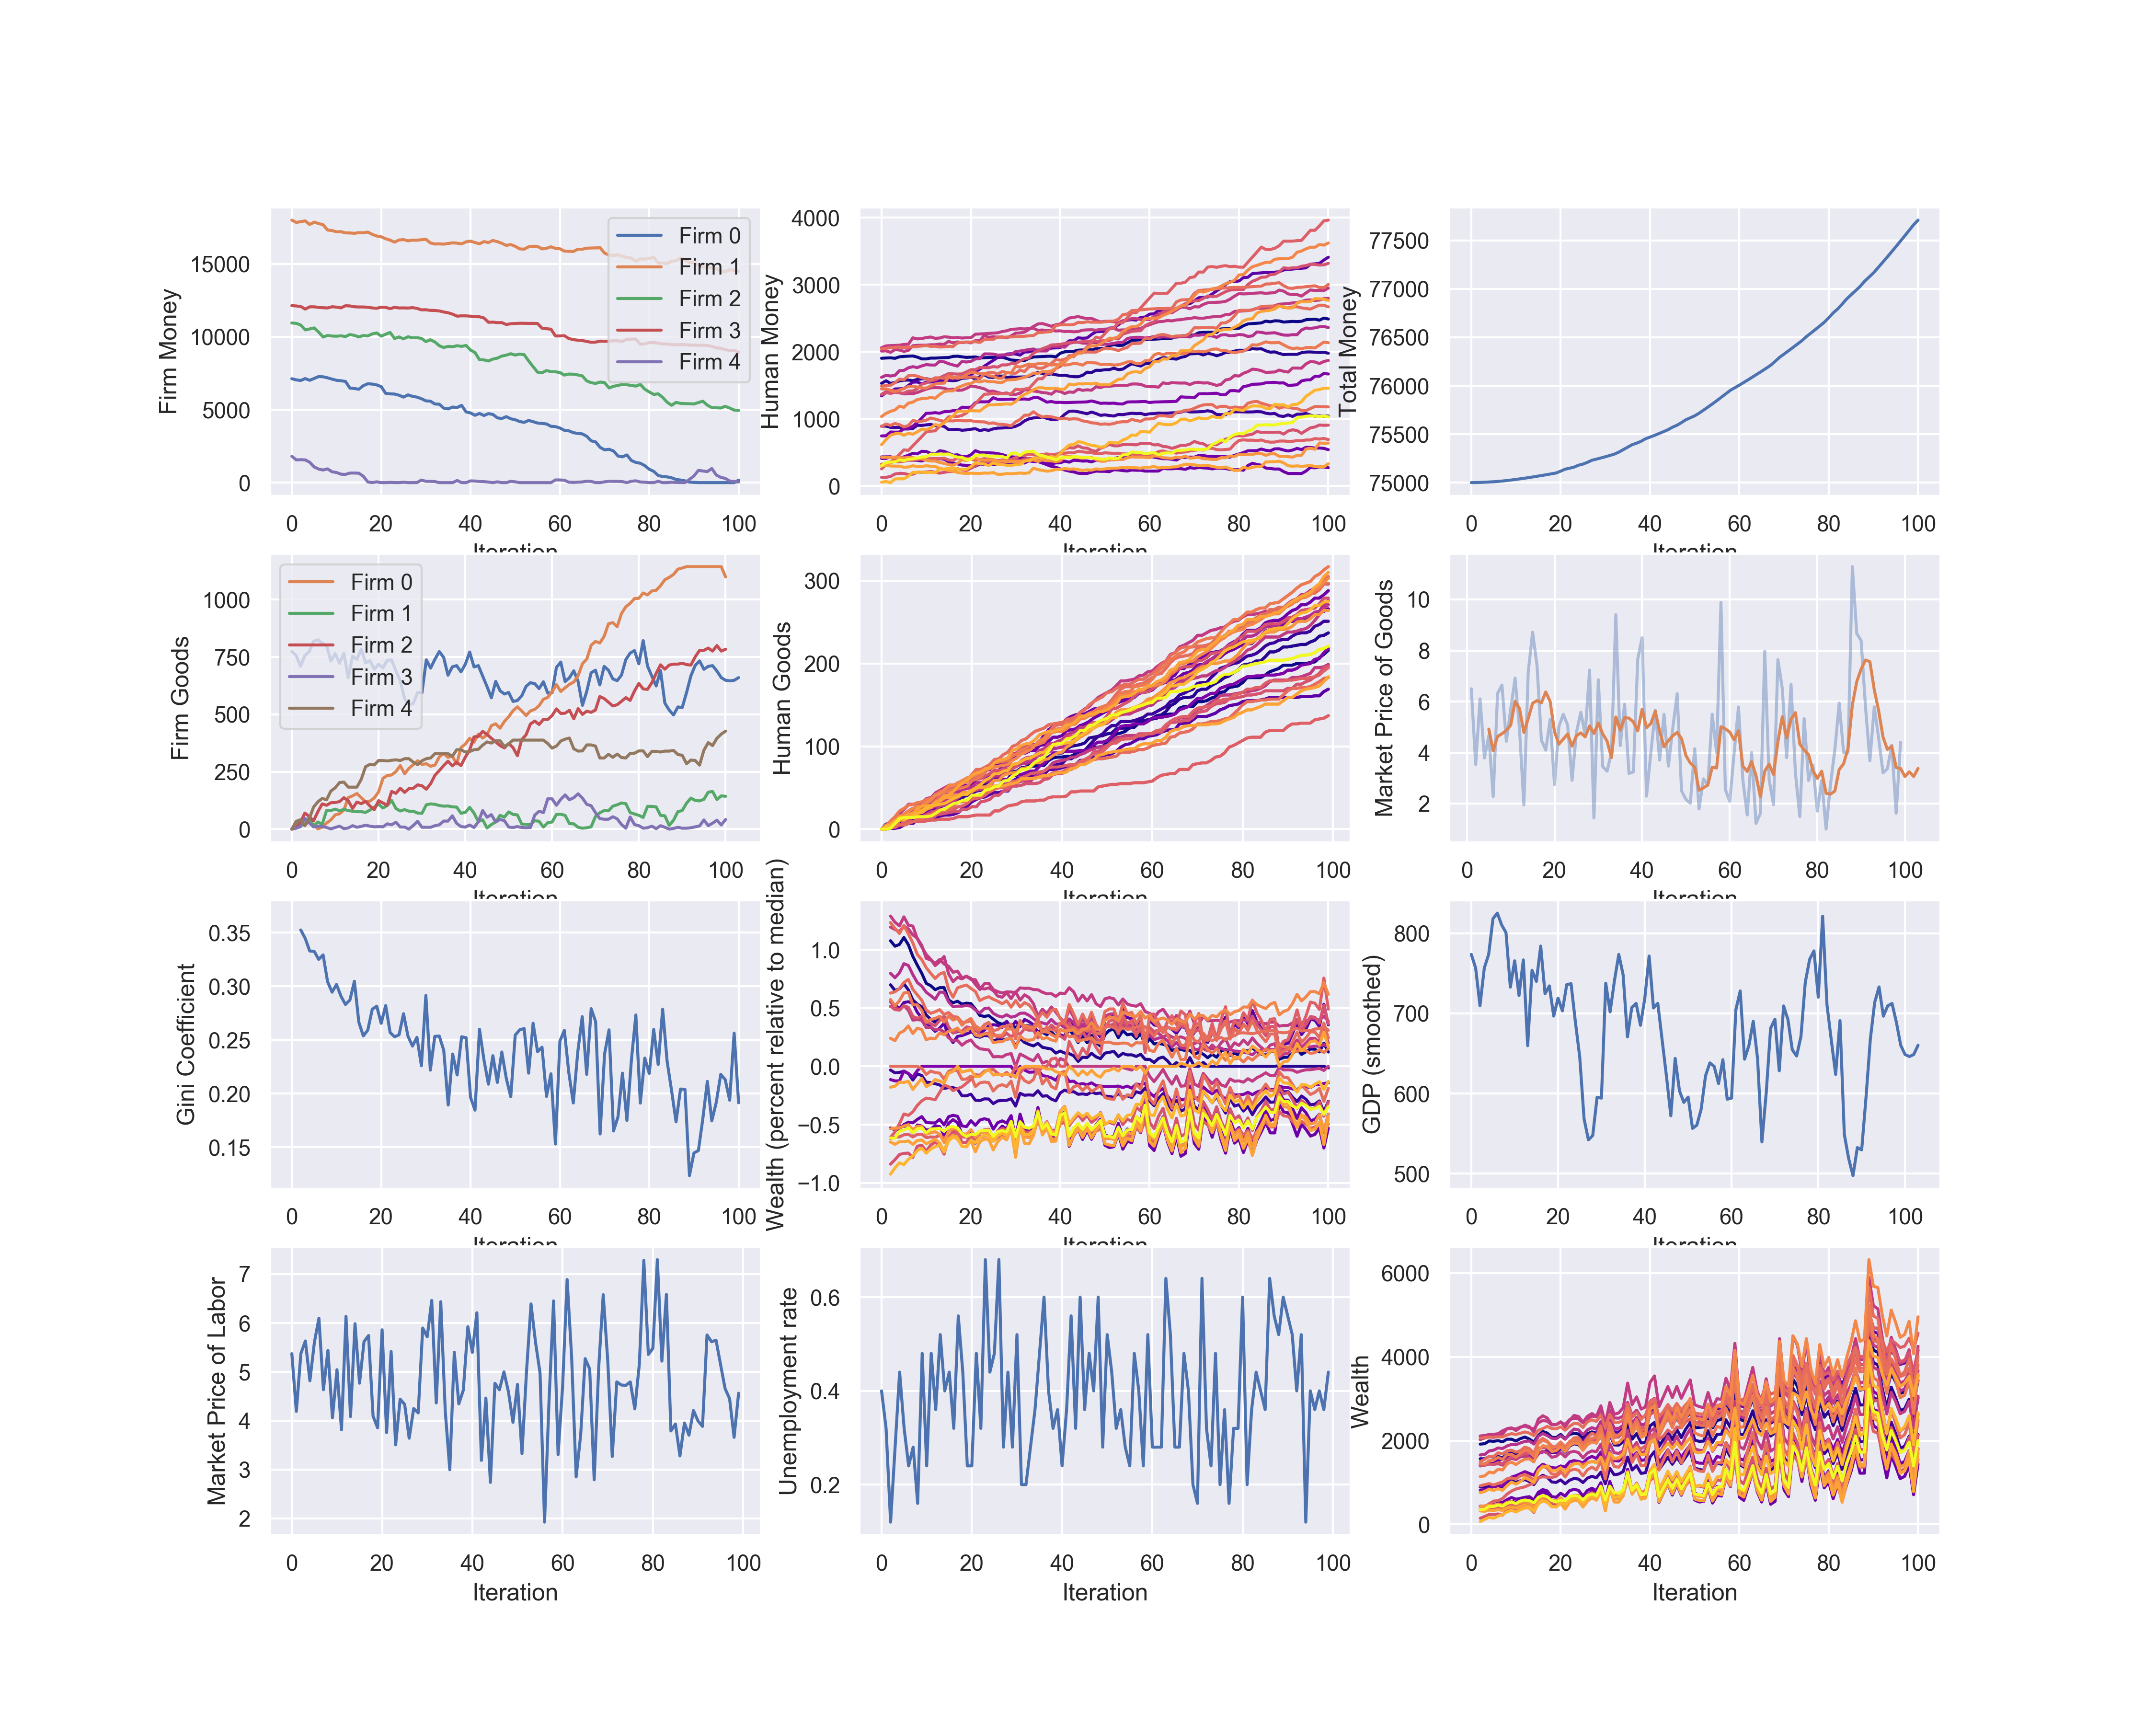 Firm Money
15000
10000
5000
0
Firm 0
Firm 1
Firm 2
Firm 3
Firm 4
0 20 40 60 80 100
Iteration
Human Money
4000
3000
2000
1000
0
0 20 40 60 80 100
Iteration
Total Money
77500
77000
76500
76000
75500
75000
0 20 40 60 80 100
Iteration
Firm Goods
1000
750
500
250
0
Firm 0
Firm 1
Firm 2
Firm 3
Firm 4
0 20 40 60 80 100
Iteration
Human Goods
300
200
100
0
0 20 40 60 80 100
Iteration
Market Price of Goods
10
8
6
4
2
0 20 40 60 80 100
Iteration
Gini Coefficient
0.35
0.30
0.25
0.20
0.15
0 20 40 60 80 100
Iteration
Wealth (percent relative to median)
1.0
0.5
0.0
−0.5
−1.0
0 20 40 60 80 100
Iteration
GDP (smoothed)
800
700
600
500
0 20 40 60 80 100
Iteration
Market Price of Labor
7
6
5
4
3
2
0 20 40 60 80 100
Iteration
Unemployment rate
0.6
0.4
0.2
0 20 40 60 80 100
Iteration
Wealth
6000
4000
2000
0
0 20 40 60 80 100
Iteration